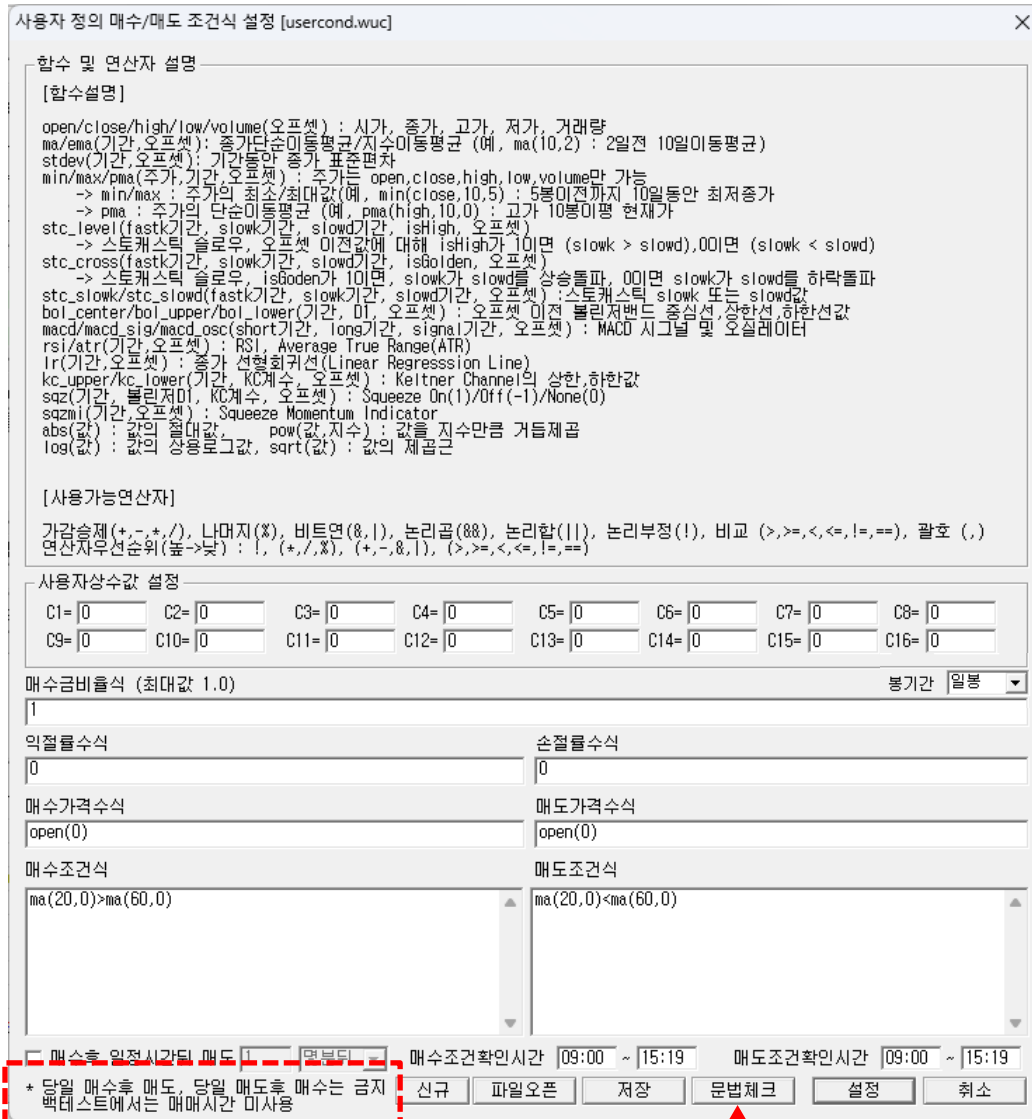 사용자 정의 매수/매도 조건식 설정 [usercond.wuc]
함수 및 연산자 설명
[함수설명]
open/close/high/low/volume(오프셋) : 시가, 종가, 고가, 저가, 거래량
ma/ema(기간,오프셋): 종가단순이동평균/지수이동평균 (예, ma(10,2) : 2일전 10일이동평균)
stdev(기간,오프셋): 기간동안 종가 표준편차
min/max/pma(주가,기간,오프셋) : 주가는 open,close,high,low,volume만 가능
-> min/max : 주가의 최소/최대값(예, min(close,10,5) : 5봉이전까지 10일동안 최저종가
-> pma : 주가의 단순이동평균 (예, pma(high,10,0) : 고가 10봉이평 현재가
stc_level(fastk기간, slowk기간, slowd기간, isHigh, 오프셋)
-> 스토캐스틱 슬로우, 오프셋 이전값에 대해 isHigh가 1이면 (slowk > slowd),0이면 (slowk < slowd)
stc_cross(fastk기간, slowk기간, slowd기간, isGolden, 오프셋)
-> 스토캐스틱 슬로우, isGoden가 1이면, slowk가 slowd를 상승돌파, 0이면 slowk가 slowd를 하락돌파
stc_slowk/stc_slowd(fastk기간, slowk기간, slowd기간, 오프셋) :스토캐스틱 slowk 또는 slowd값
bol_center/bol_upper/bol_lower(기간, D1, 오프셋) : 오프셋 이전 볼린저밴드 중심선,상한선,하한선값
macd/macd_sig/macd_osc(short기간, long기간, signal기간, 오프셋) : MACD 시그널 및 오실레이터
rsi/atr(기간,오프셋) : RSI, Average True Range(ATR)
lr(기간,오프셋) : 종가 선형회귀선(Linear Regresssion Line)
kc_upper/kc_lower(기간, KC계수, 오프셋) : Keltner Channel의 상한,하한값
sqz(기간, 볼린저D1, KC계수, 오프셋) : Squeeze On(1)/Off(-1)/None(0)
sqzmi(기간,오프셋) : Squeeze Momentum Indicator
abs(값) : 값의 절대값, pow(값,지수) : 값을 지수만큼 거듭제곱
log(값) : 값의 상용로그값, sqrt(값) : 값의 제곱근
[사용가능연산자]
가감승제(+,-,*,/), 나머지(%), 비트연(&,|), 논리곱(&&), 논리합(||), 논리부정(!), 비교 (>,>=,<,<=,!=,==), 괄호 (,)
연산자우선순위(높->낮) : !, (*,/,%), (+,-,&,|), (>,>=,<,<=,!=,==)
사용자상수값 설정
C1= 0 C2= 0 C3= 0 C4= 0 C5= 0 C6= 0 C7= 0 C8= 0
C9= 0 C10= 0 C11= 0 C12= 0 C13= 0 C14= 0 C15= 0 C16= 0
매수금비율식 (최대값 1.0) 봉기간 일봉
1
익절률수식 손절률수식
0 0
매수가격수식 매도가격수식
open(0) open(0)
매수조건식 매도조건식
ma(20,0)>ma(60,0) ma(20,0)<ma(60,0)
매수후 일정시간뒤 매도 1 몇분뒤 매수조건확인시간 09:00 ~ 15:19 매도조건확인시간 09:00 ~ 15:19
* 당일 매수후 매도, 당일 매도후 매수는 금지 신규 파일오픈 저장 문법체크 설정 취소
백테스트에서는 매매시간 미사용